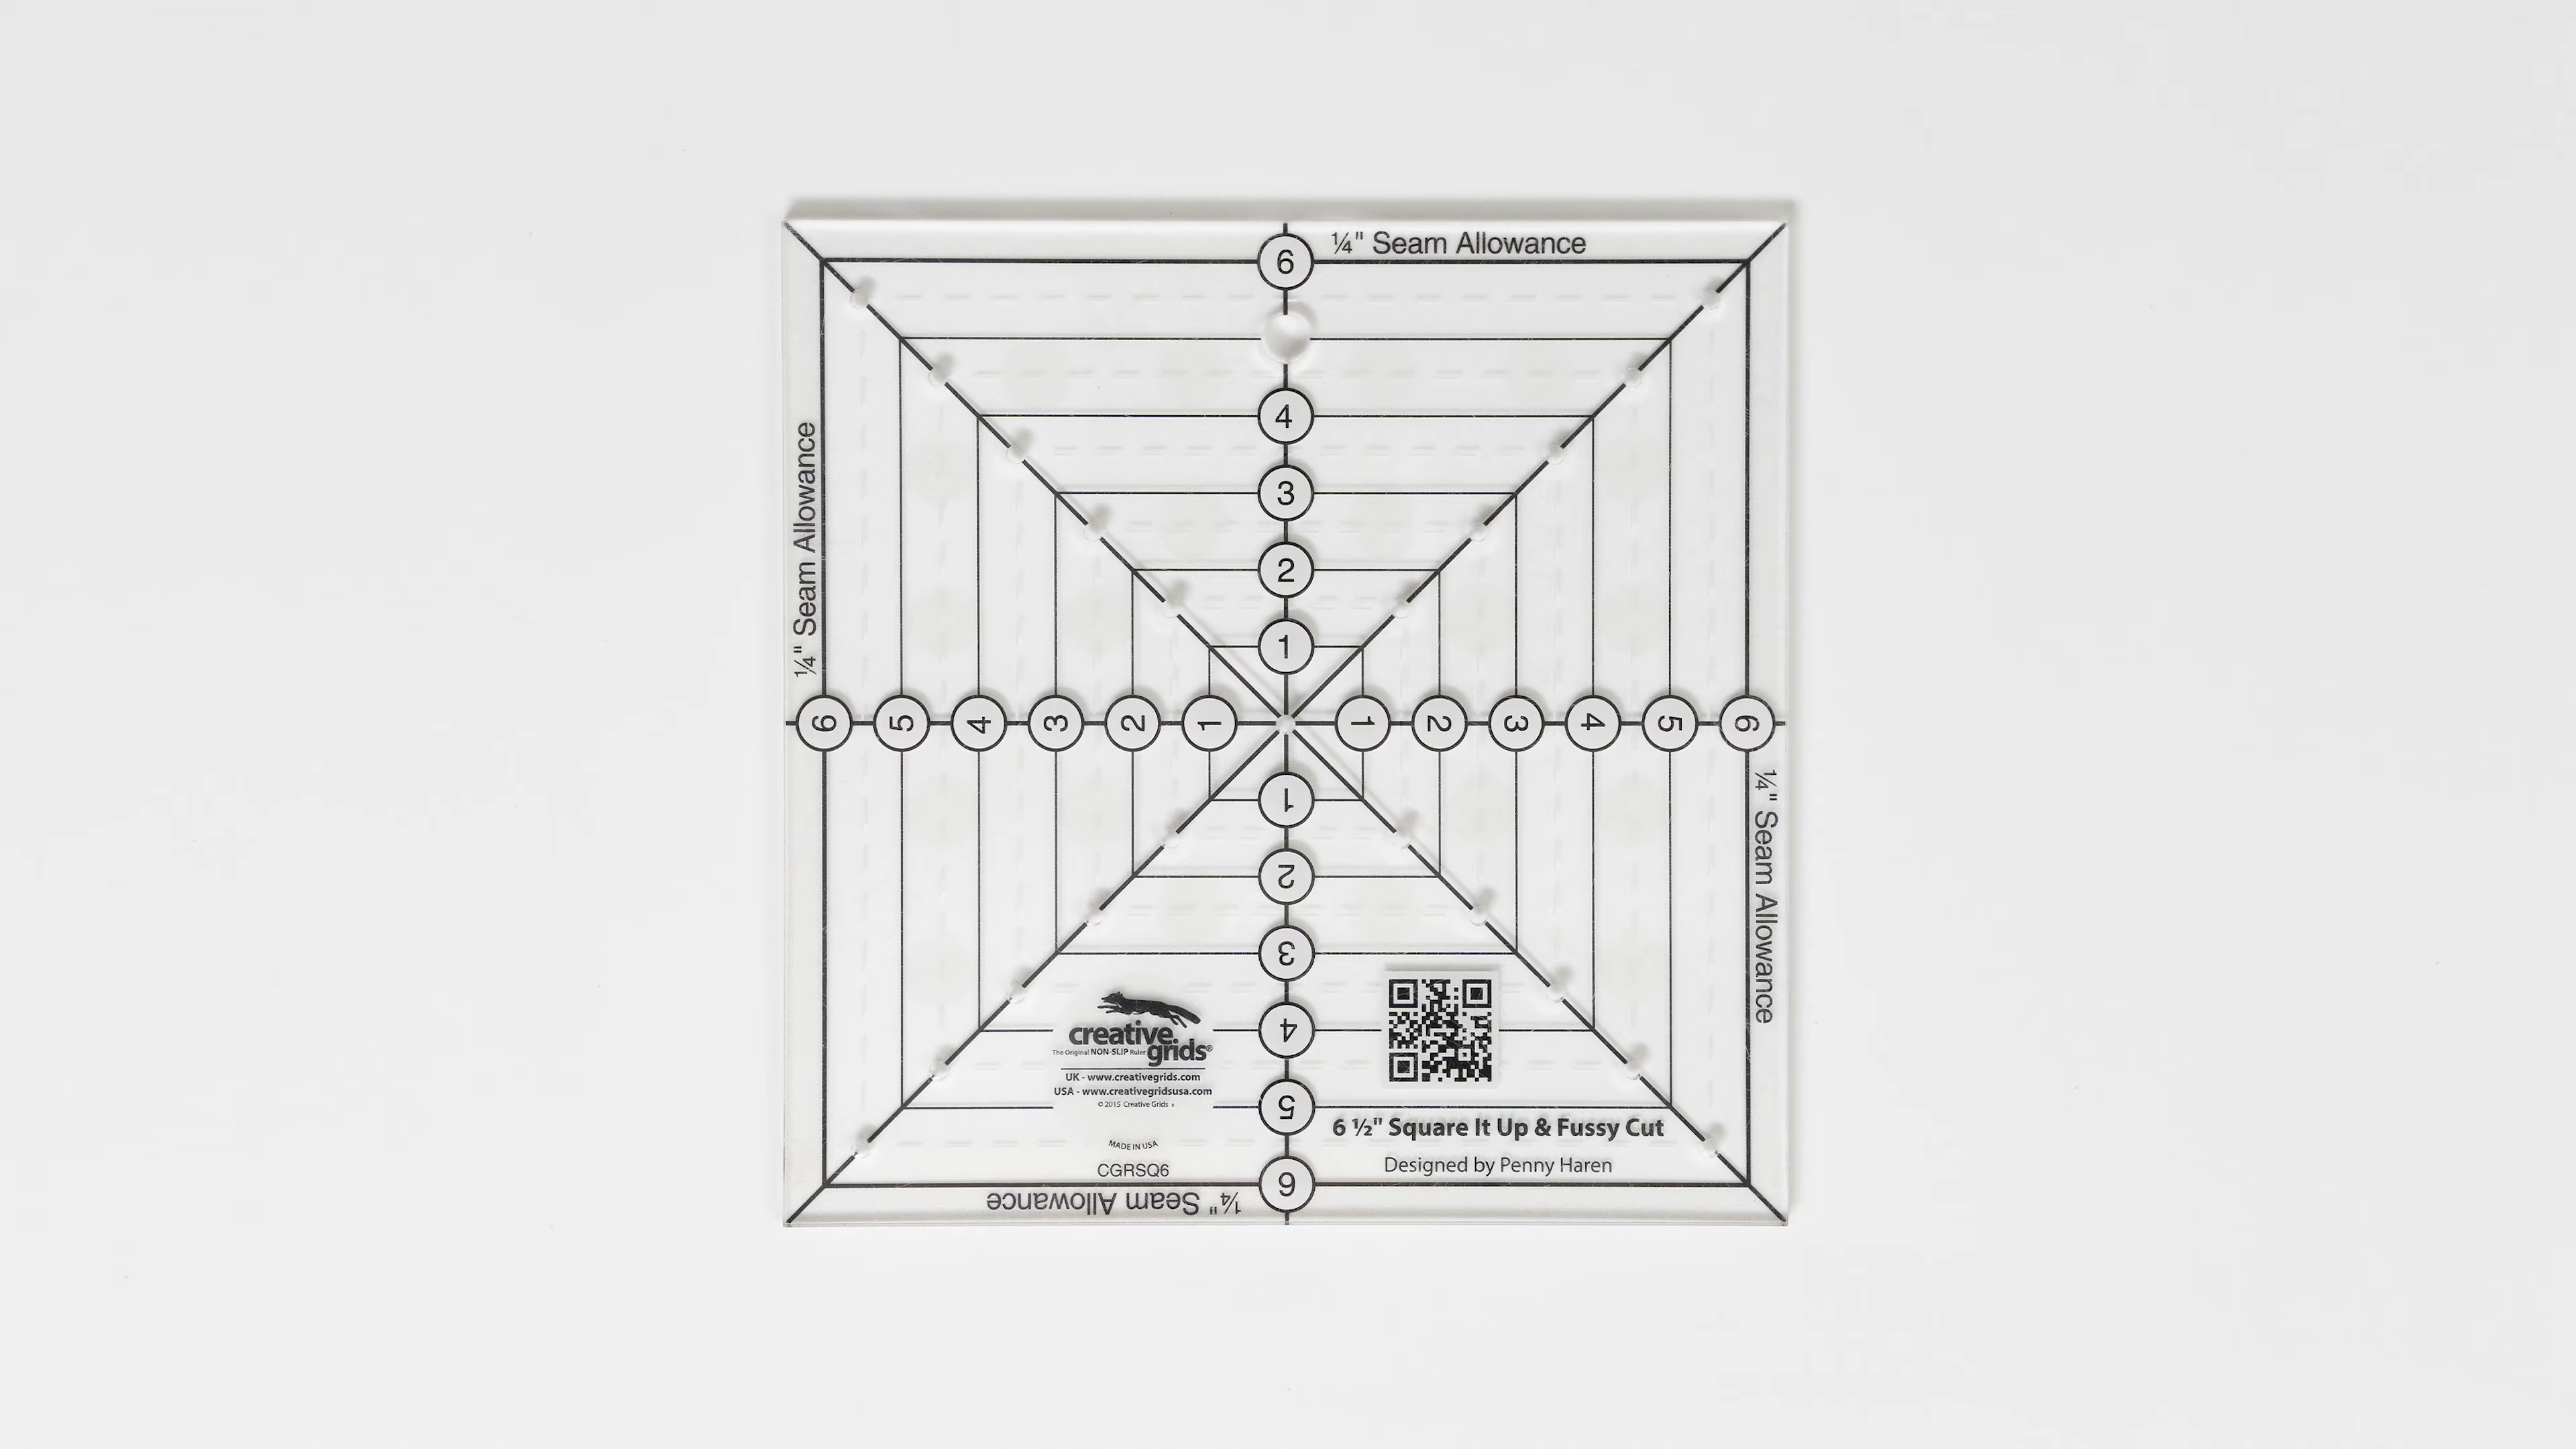 6 ¼" Seam Allowance
4
3
2
1
¼" Seam Allowance
6 5 4 3 2 1 1 2 3 4 5 6
¼" Seam Allowance
1
2
3
4
5
6
creative
grids®
The Original NON-SLIP Ruler
UK - www.creativegrids.com
USA - www.creativegridsusa.com
© 2015 Creative Grids
MADE IN USA
CGRSQ6
6 ½" Square It Up & Fussy Cut
Designed by Penny Haren
¼" Seam Allowance